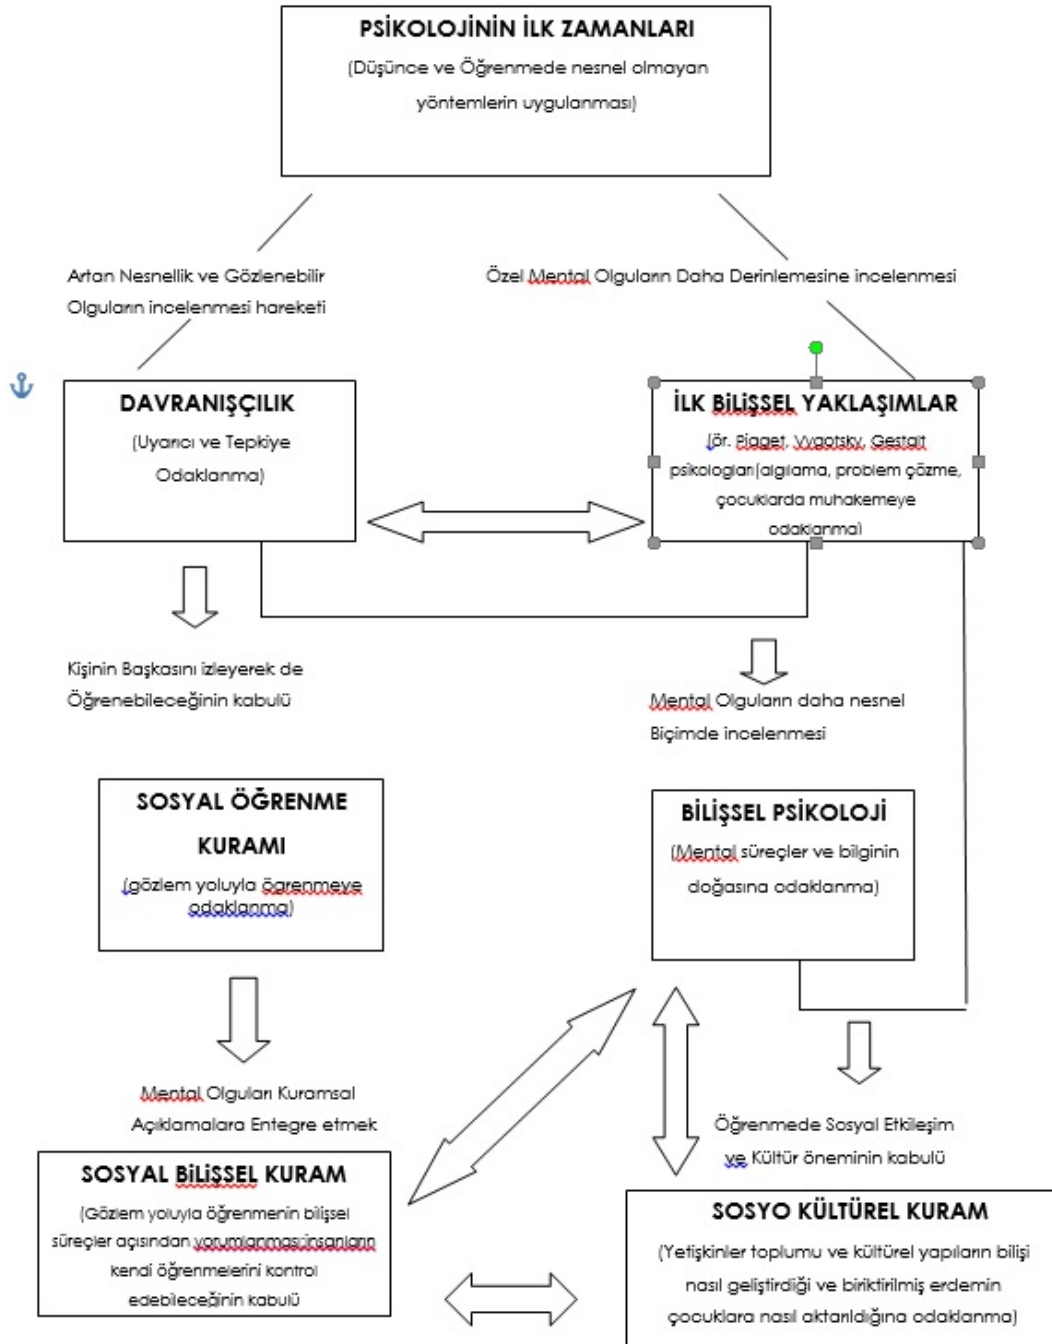 PSİKOLOJİNİN İLK ZAMANLARI
(Düşünce ve Öğrenmede nesnel olmayan
yöntemlerin uygulanması)
Artan Nesnellik ve Gözlenebilir
Olguların incelenmesi hareketi
Özel Mental Olguların Daha Derinlemesine incelenmesi
DAVRANIŞÇILIK
(Uyarıcı ve Tepkiye
Odaklanma)
İLK BİLİŞSEL YAKLAŞIMLAR
(ör. Piaget, Vygotsky, Gestalt
psikologları(algılama, problem çözme,
çocuklarda muhakemeye
odaklanma)
Kişinin Başkasını izleyerek de
Öğrenebileceğinin kabulü
Mental Olguların daha nesnel
Biçimde incelenmesi
SOSYAL ÖĞRENME
KURAMI
(gözlem yoluyla ögrenmeye
odaklanma)
BİLİŞSEL PSİKOLOJİ
(Mental süreçler ve bilginin
doğasına odaklanma)
Mental Olguları Kuramsal
Açıklamalara Entegre etmek
Öğrenmede Sosyal Etkileşim
ve Kültür öneminin kabulü
SOSYAL BİLİŞSEL KURAM
(Gözlem yoluyla öğrenmenin bilişsel
süreçler açısından yorumlanması;insanların
kendi öğrenmelerini kontrol
edebileceğinin kabulü
SOSYO KÜLTÜREL KURAM
(Yetişkinler toplumu ve kültürel yapıların bilişi
nasıl geliştirdiği ve biriktirilmiş erdemin
çocuklara nasıl aktarıldığına odaklanma)